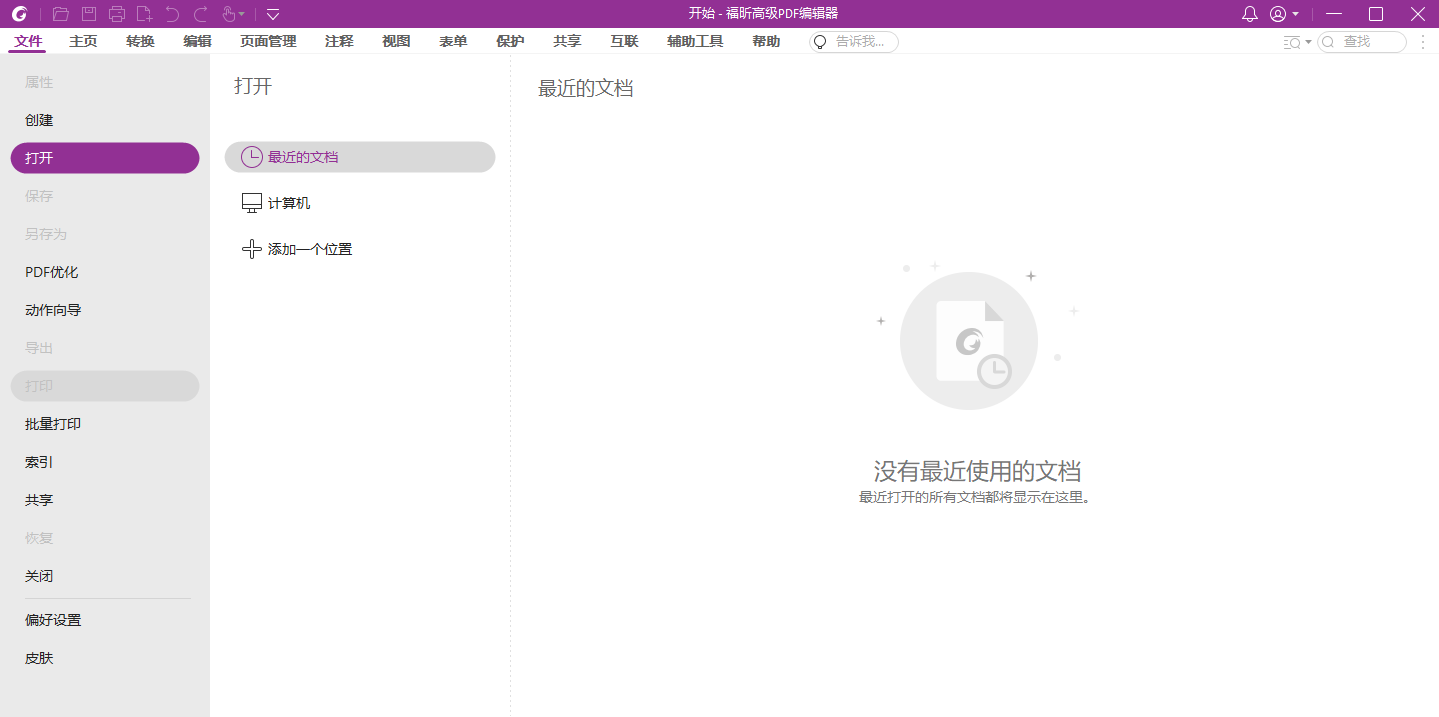 开始 - 福昕高级PDF编辑器
文件 主页 转换 编辑 页面管理 注释 视图 表单 保护 共享 互联 辅助工具 帮助 告诉我... 查找
属性
创建
打开
保存
另存为
PDF优化
动作向导
导出
打印
批量打印
索引
共享
恢复
关闭
偏好设置
皮肤
打开
最近的文档
计算机
添加一个位置
最近的文档
没有最近使用的文档
最近打开的所有文档都将显示在这里。